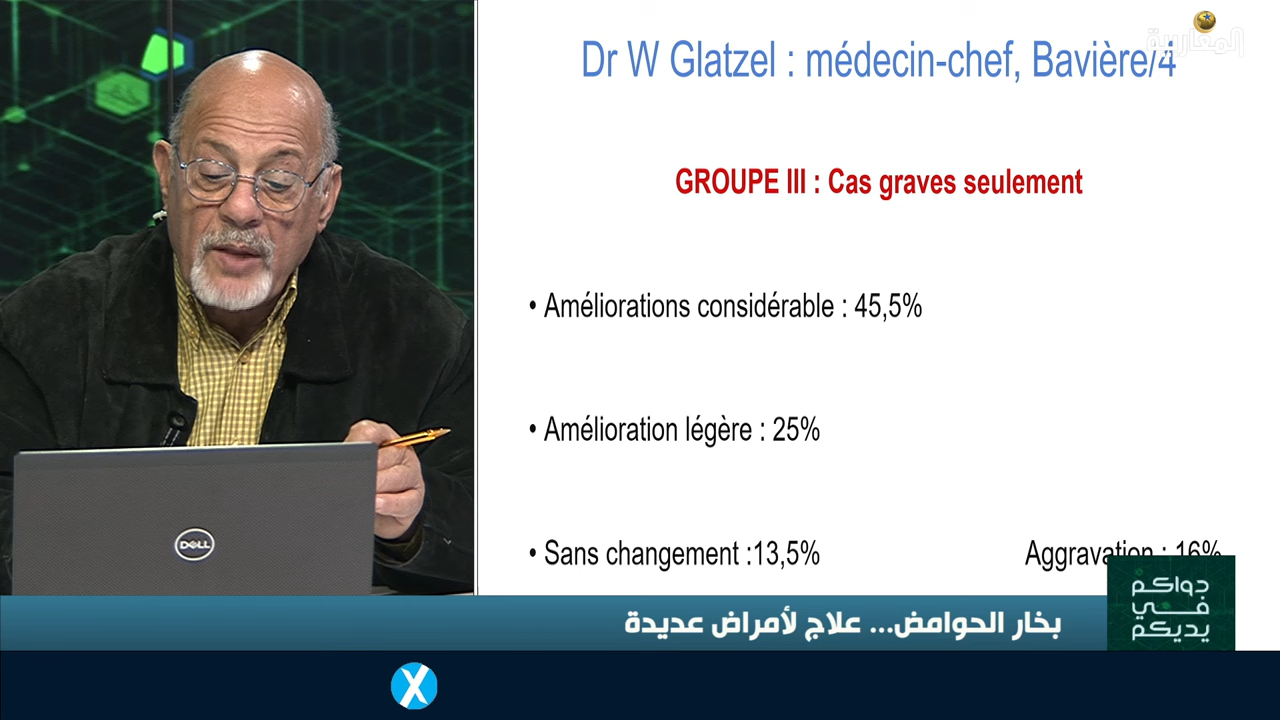 المغاربية
Dr W Glatzel : médecin-chef, Bavière/4
GROUPE III : Cas graves seulement
• Améliorations considérable : 45,5%
• Amélioration légère : 25%
• Sans changement :13,5% Aggravation : 16%
DELL
دواكم
في
يديكم
بخار الحوامض... علاج لأمراض عديدة
X